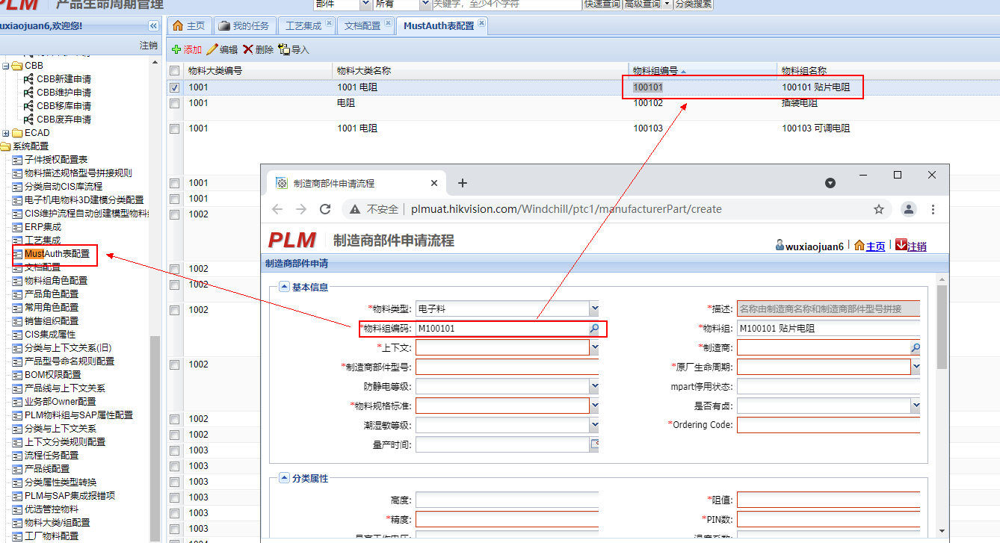 PLM 产品生命周期管理
部件 所有 关键字，至少4个字符 快速查询 高级查询 分类搜索
uxiaojuan6,欢迎您!
注销
主页 我的任务 工艺集成 文档配置 MustAuth表配置
添加 编辑 删除 导入
CBB
CBB新建申请
CBB维护申请
CBB移库申请
CBB废弃申请
ECAD
系统配置
子件授权配置表
物料描述规格型号拼接规则
分类启动CIS库流程
电子机电物料3D建模分类配置
CIS维护流程自动创建模型物料
ERP集成
工艺集成
MustAuth表配置
文档配置
物料组角色配置
产品角色配置
常用角色配置
销售组织配置
CIS集成属性
分类与上下文关系(旧)
产品型号命名规则配置
BOM权限配置
产品线与上下文关系
业务部Owner配置
PLM物料组与SAP属性配置
分类与上下文关系
上下文分类规则配置
流程任务配置
产品线配置
分类属性类型转换
PLM与SAP集成报错项
优选管控物料
物料大类/组配置
工厂物料配置
物料大类编号 物料大类名称 物料组编号 物料组名称
1001 1001 电阻 100101 100101 贴片电阻
1001 电阻 100102 插装电阻
1001 1001 电阻 100103 100103 可调电阻
1001
1001
1002
1002
1002
1002
1002
1002
1002
1003
1003
1003
1003
1003
1003
制造商部件申请流程
不安全 plmuat.hikvision.com/Windchill/ptc1/manufacturerPart/create
PLM 制造商部件申请流程
wuxiaojuan6 主页 注销
制造商部件申请
基本信息
*物料类型: 电子料 *描述: 名称由制造商名称和制造商部件型号拼接
*物料组编码: M100101 *物料组: M100101 贴片电阻
*上下文: *制造商:
*制造商部件型号: *原厂生命周期:
防静电等级: mpart停用状态:
*物料规格标准: 是否有卤:
潮湿敏等级: *Ordering Code:
量产时间:
分类属性
高度: *阻值:
*精度: *PIN数: